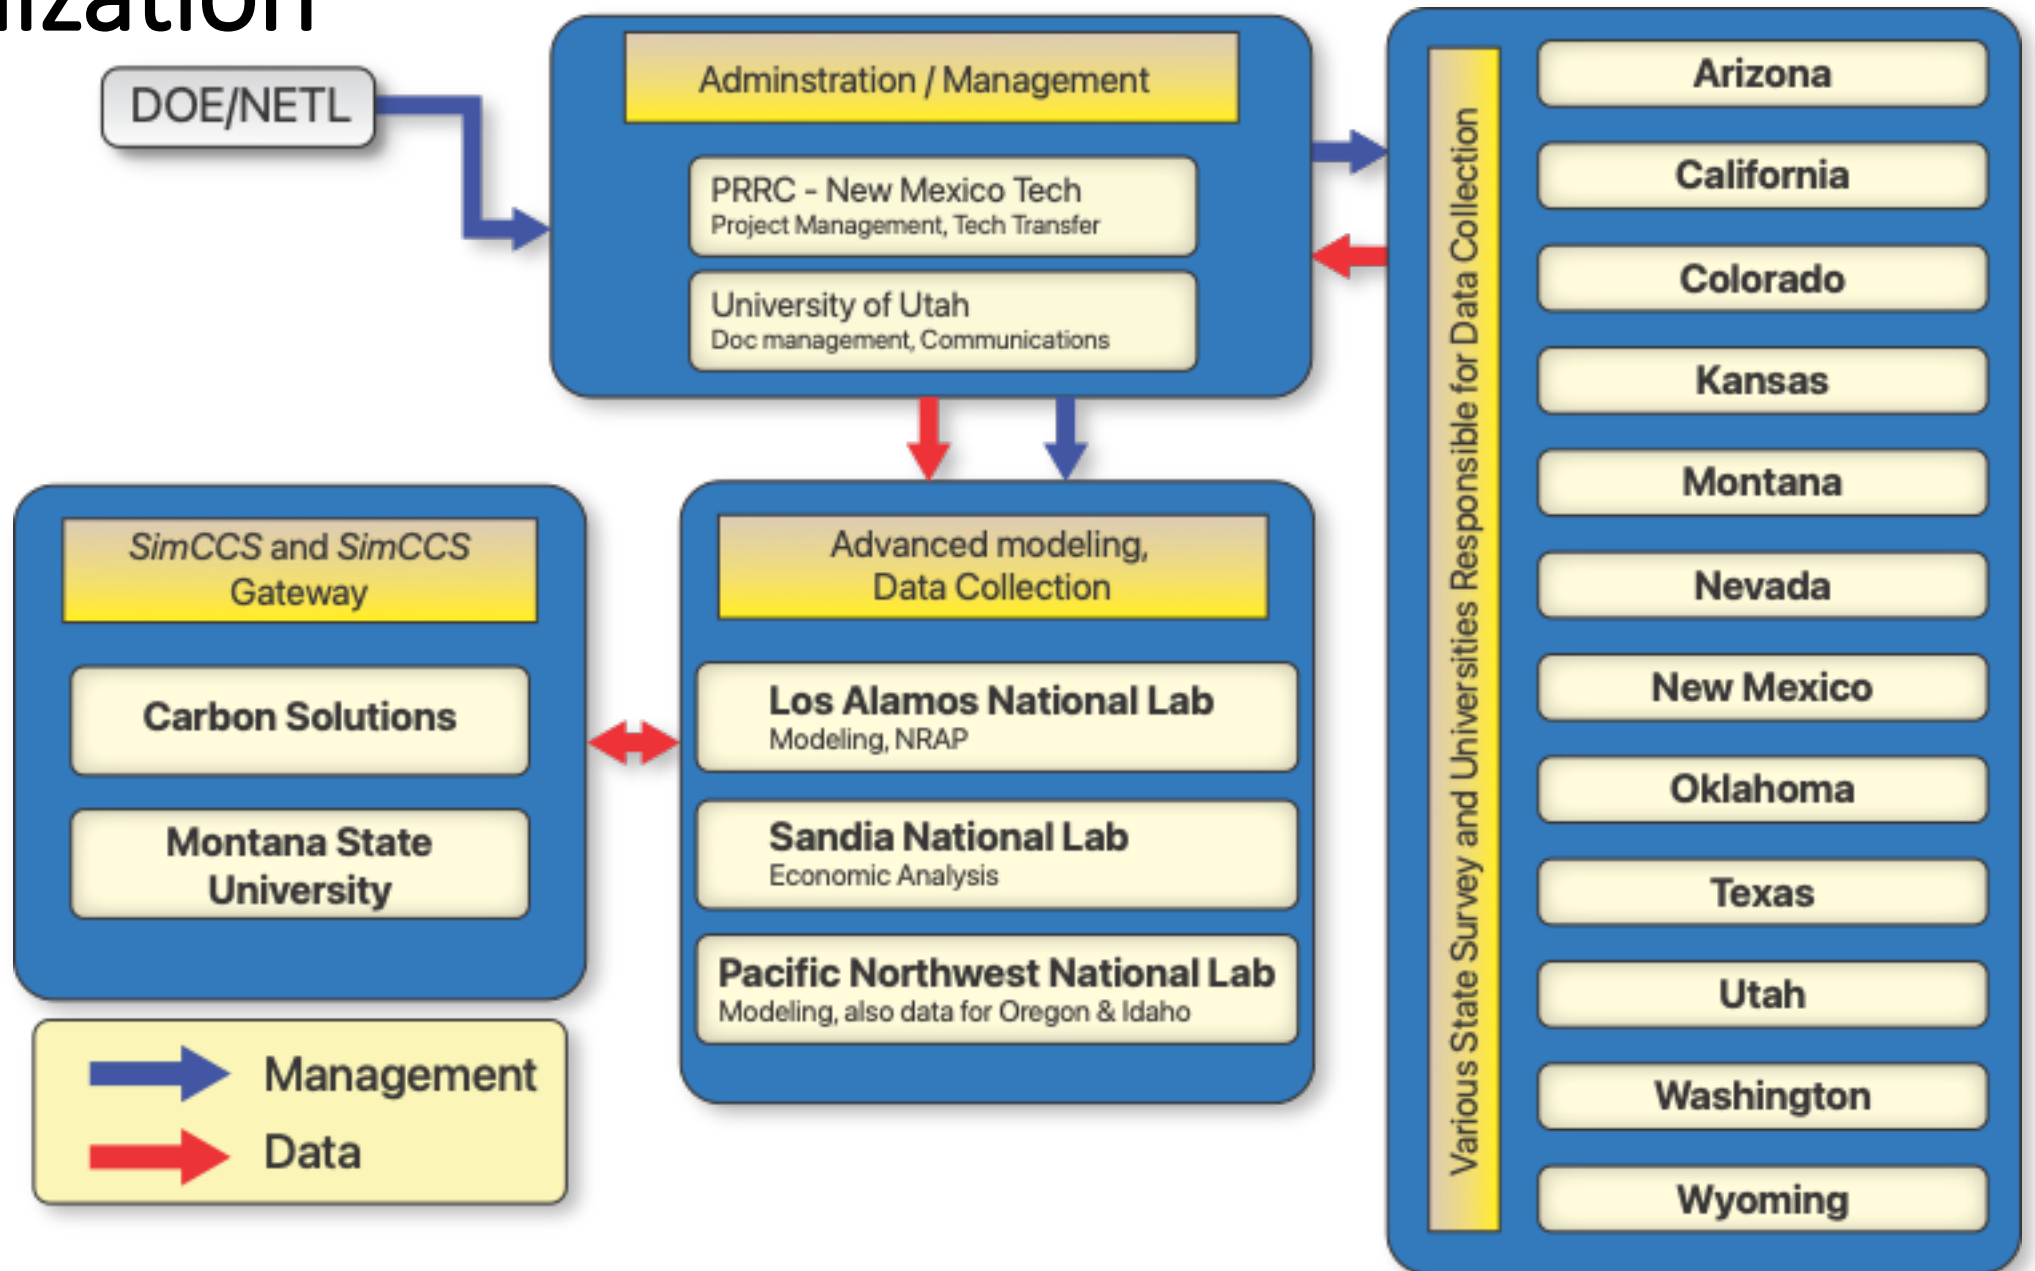 DOE/NETL
Adminstration / Management
PRRC - New Mexico Tech
Project Management, Tech Transfer
University of Utah
Doc management, Communications
SimCCS and SimCCS
Gateway
Carbon Solutions
Montana State
University
Advanced modeling,
Data Collection
Los Alamos National Lab
Modeling, NRAP
Sandia National Lab
Economic Analysis
Pacific Northwest National Lab
Modeling, also data for Oregon & Idaho
Various State Survey and Universities Responsible for Data Collection
Arizona
California
Colorado
Kansas
Montana
Nevada
New Mexico
Oklahoma
Texas
Utah
Washington
Wyoming
Management
Data